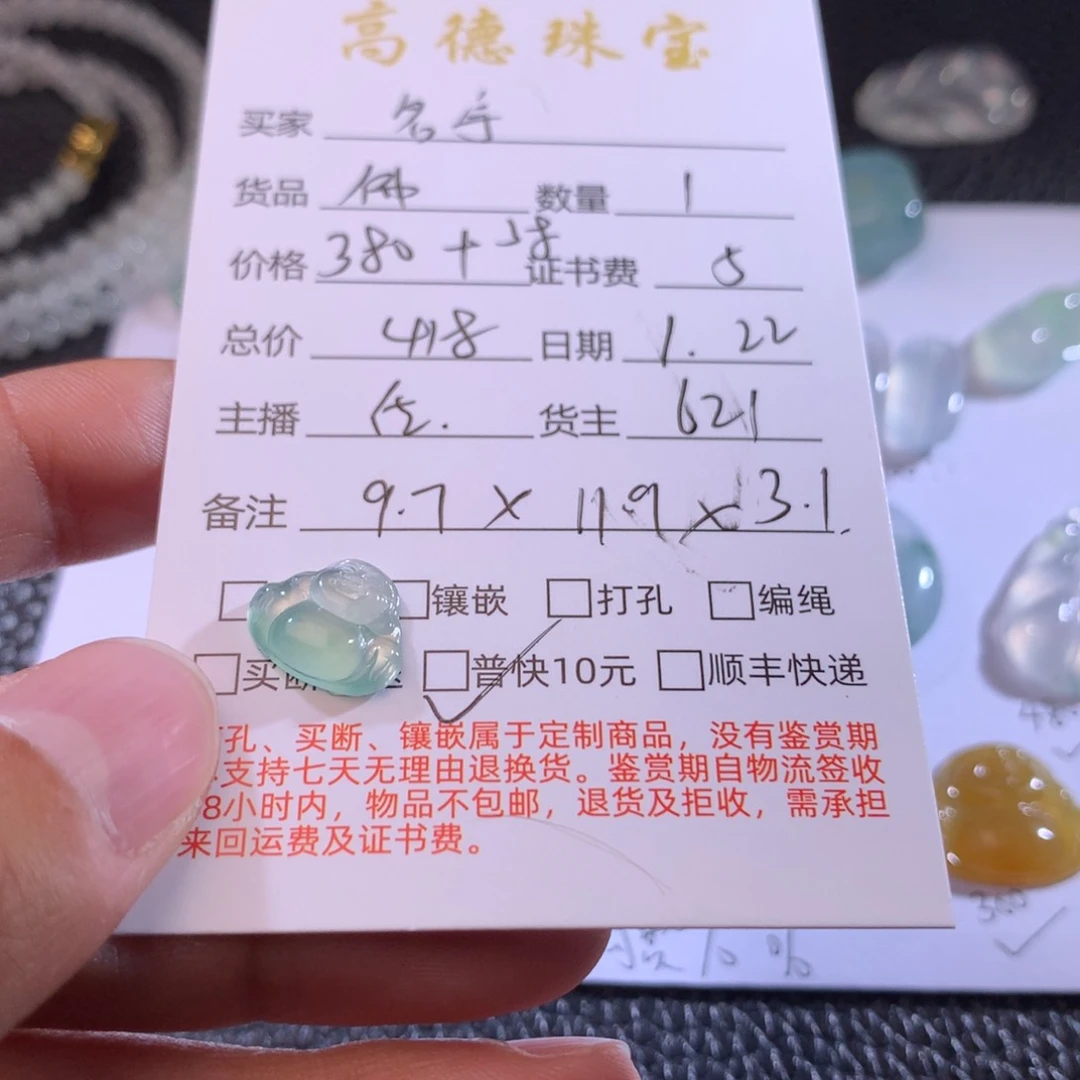 高德珠宝
买家 名手
货品 佛 数量 1
价格 380 + 38 证书费 5
总价 418 日期 1.22
主播 货主 621
备注 9.7 x 11.9 x 3.1
□ □镶嵌 □打孔 □编绳
□买断 □普快10元 □顺丰快递
孔、买断、镶嵌属于定制商品，没有鉴赏期
支持七天无理由退换货。鉴赏期自物流签收
8小时内，物品不包邮，退货及拒收，需承担
来回运费及证书费。
10%